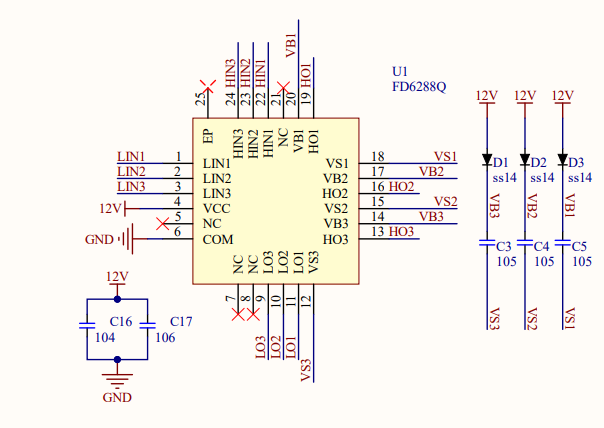 U1
FD6288Q
VB1
HIN3
HIN2
HIN1
HO1
25
24
23
22
21
20
19
EP
HIN3
HIN2
HIN1
NC
VB1
HO1
LIN1 1 LIN1
LIN2 2 LIN2
LIN3 3 LIN3
12V 4 VCC
5 NC
GND 6 COM
VS1 18 VS1
VB2 17 VB2
HO2 16 HO2
VS2 15 VS2
VB3 14 VB3
HO3 13 HO3
NC
NC
LO3
LO2
LO1
VS3
7
8
9
10
11
12
LO3
LO2
LO1
VS3
12V 12V 12V
D1 D2 D3
ss14 ss14 ss14
VB3 VB2 VB1
C3 C4 C5
105 105 105
VS3 VS2 VS1
12V
C16 C17
104 106
GND